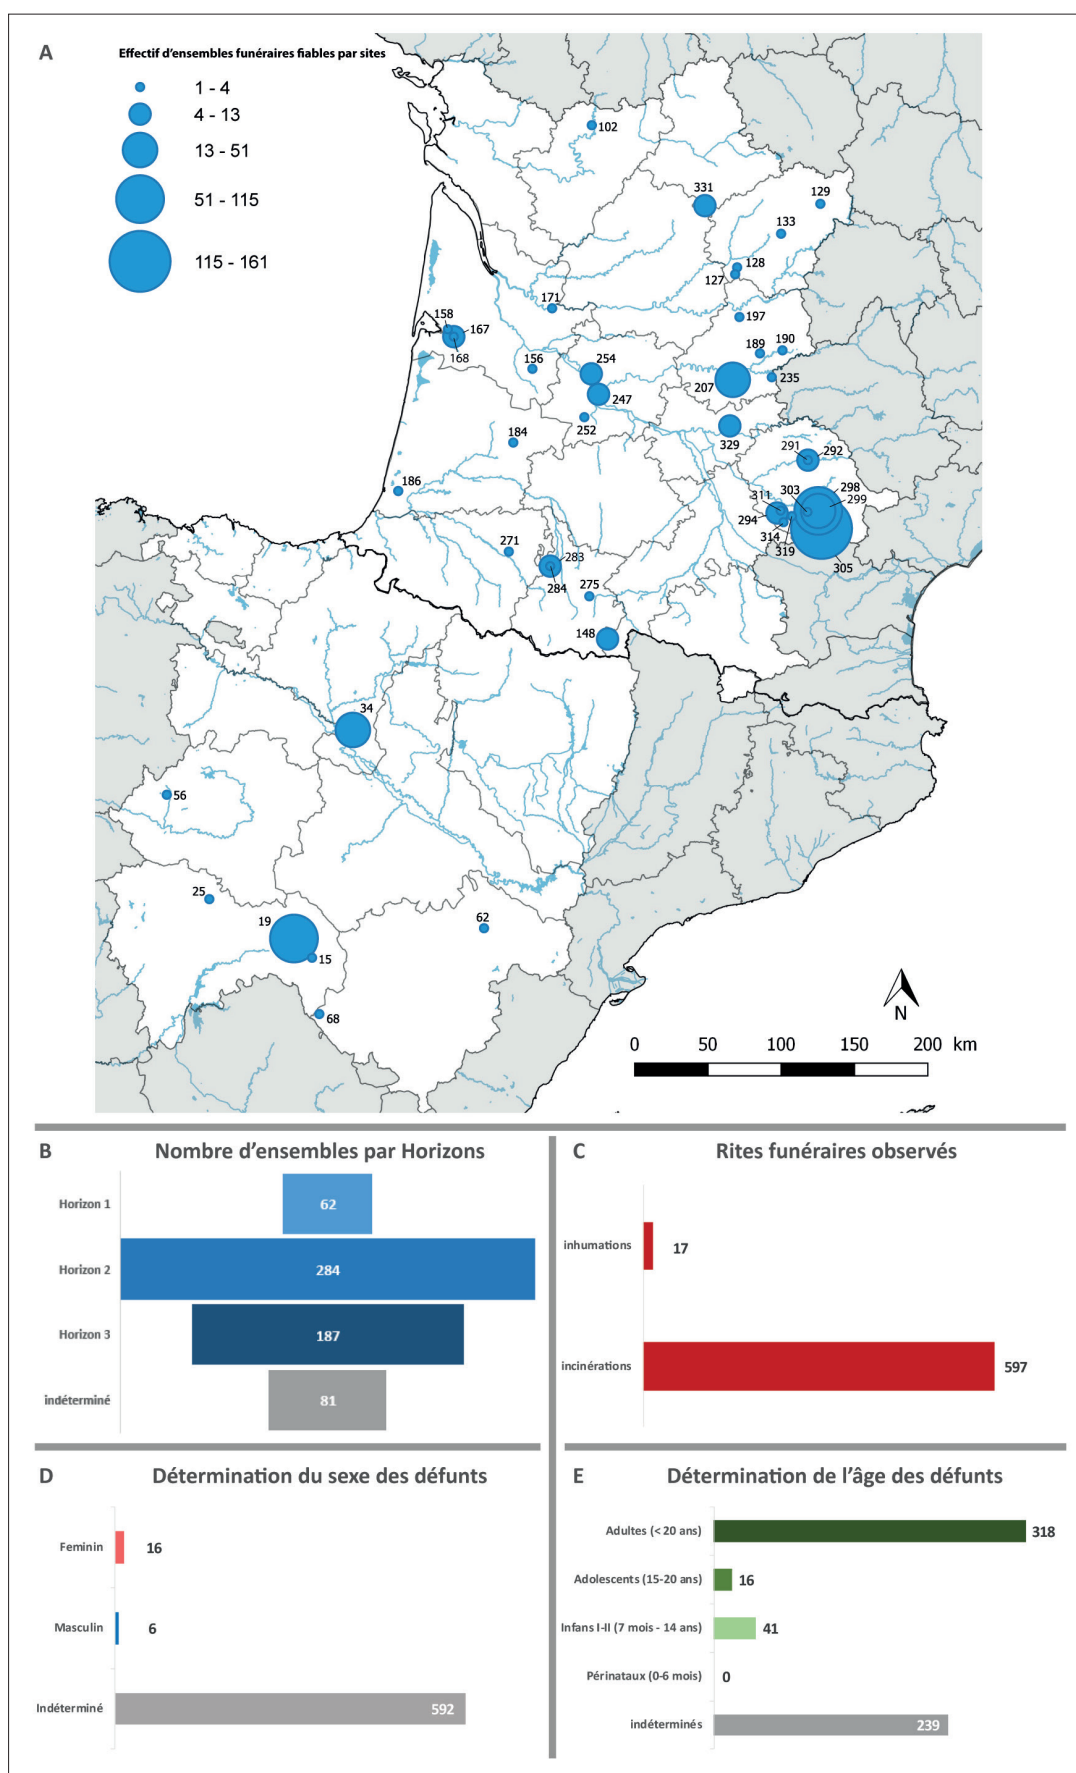 A
Effectif d'ensembles funéraires fiables par sites
1 - 4
4 - 13
13 - 51
51 - 115
115 - 161
102
331
129
133
128
127
171
197
158
167
168
156
189
190
254
207
235
247
252
329
184
291
292
186
311
303
298
299
294
314
319
305
271
283
284
275
148
34
56
25
19
15
62
68
N
0 50 100 150 200 km
B Nombre d'ensembles par Horizons
Horizon 1 62
Horizon 2 284
Horizon 3 187
indéterminé 81
C Rites funéraires observés
inhumations 17
incinérations 597
D Détermination du sexe des défunts
Feminin 16
Masculin 6
Indéterminé 592
E Détermination de l'âge des défunts
Adultes (< 20 ans) 318
Adolescents (15-20 ans) 16
Infans I-II (7 mois - 14 ans) 41
Périnataux (0-6 mois) 0
indéterminés 239